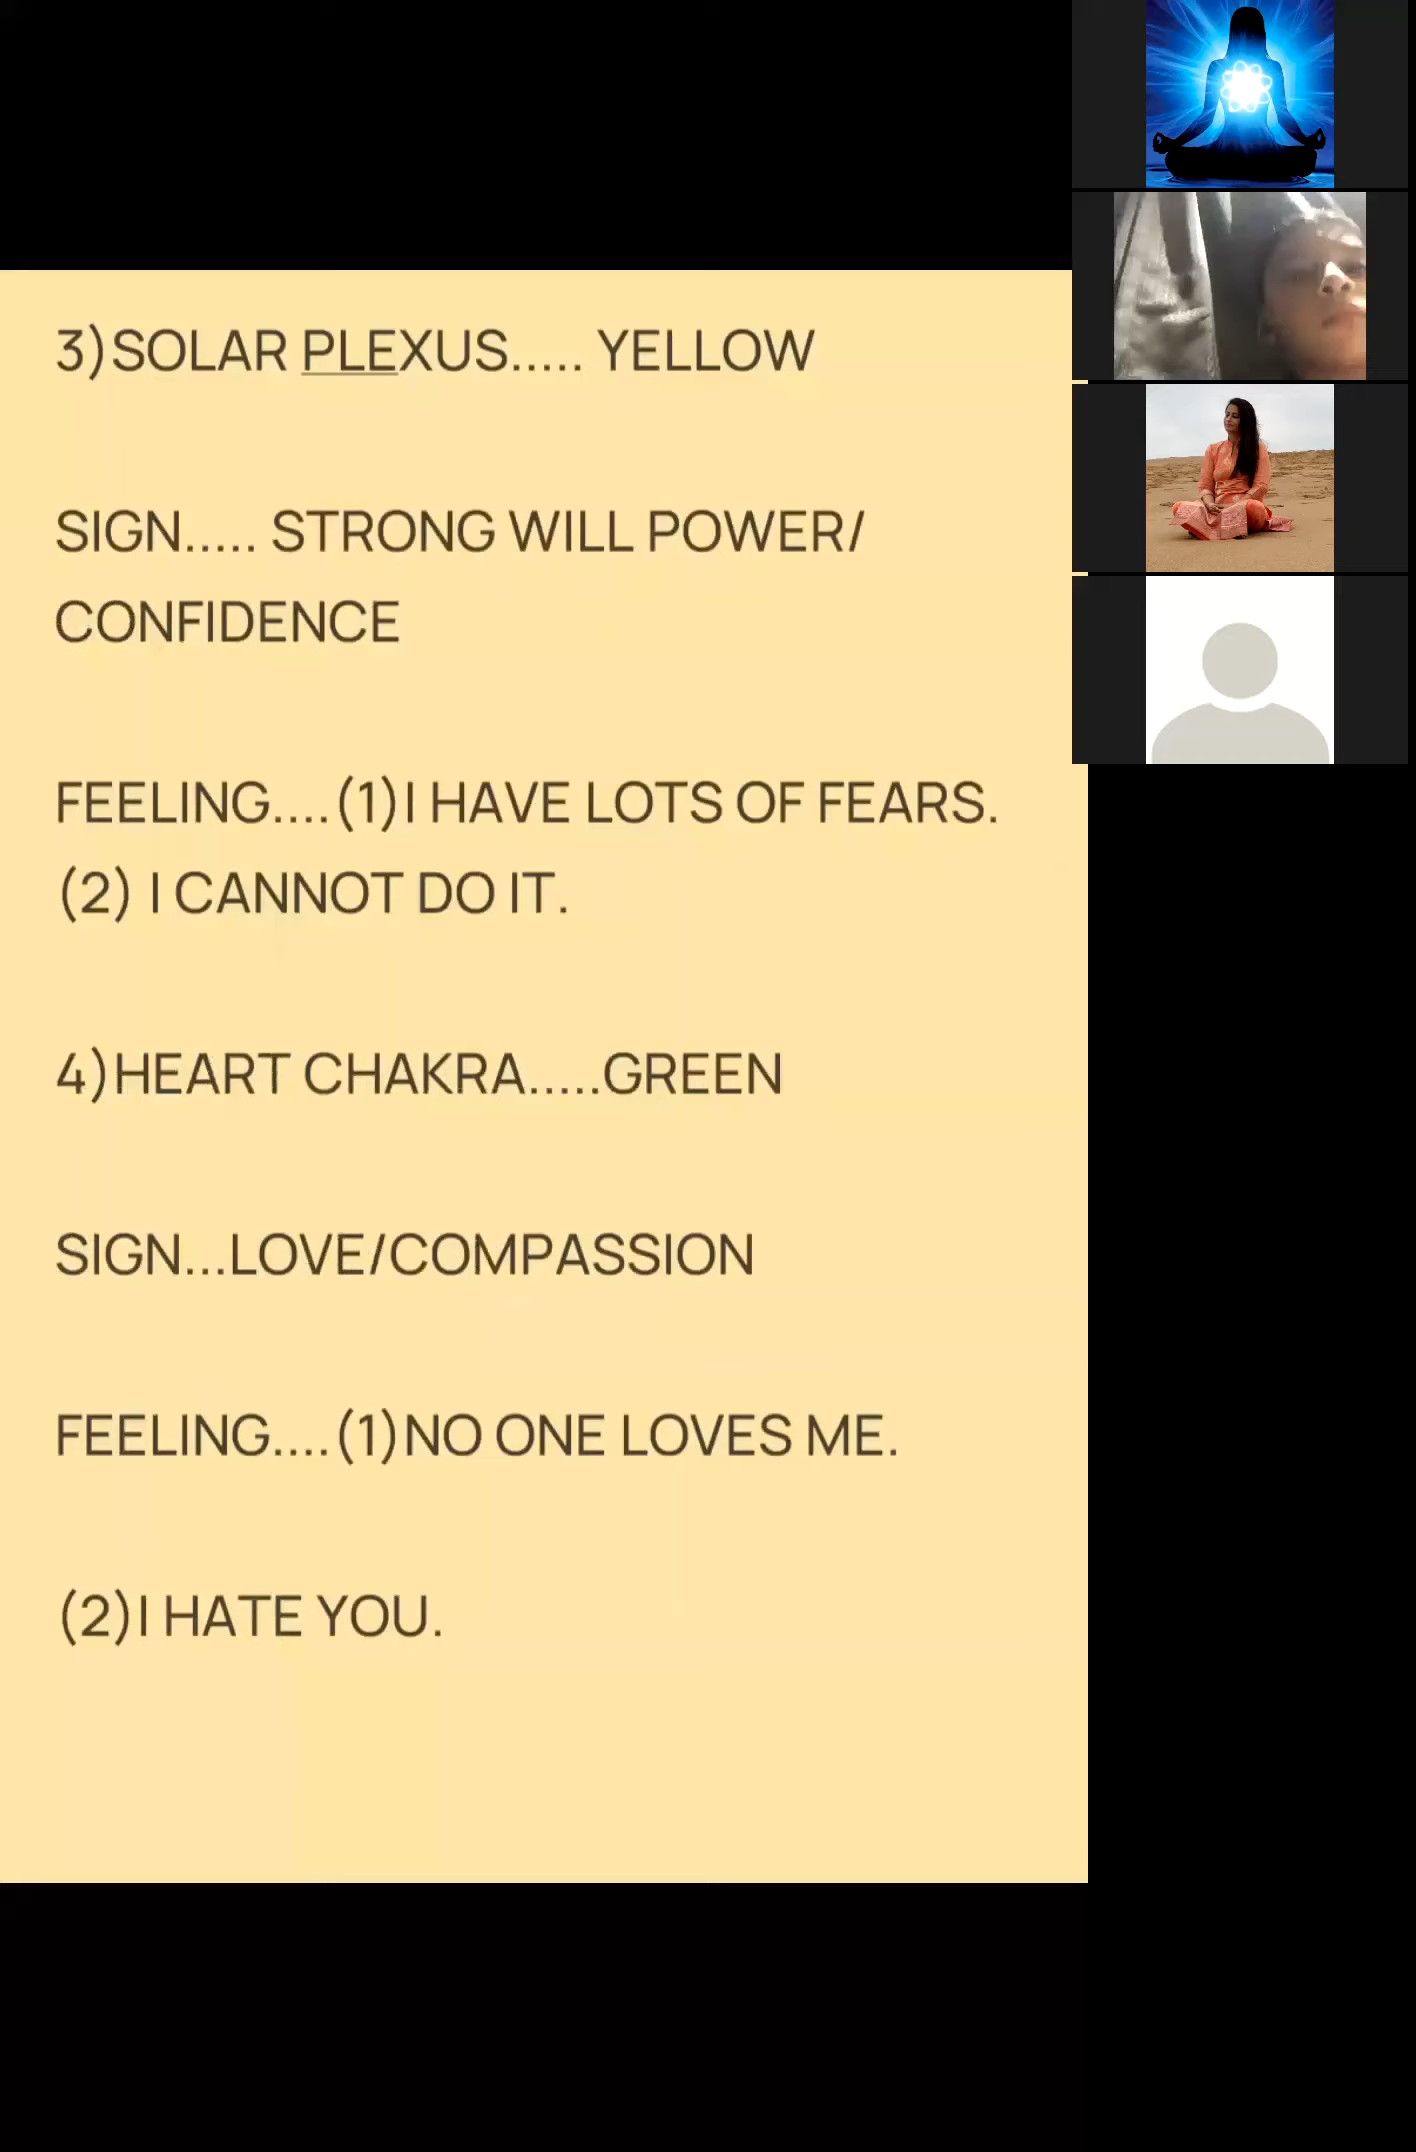 3)SOLAR PLEXUS..... YELLOW
SIGN..... STRONG WILL POWER/
CONFIDENCE
FEELING....(1)I HAVE LOTS OF FEARS.
(2) I CANNOT DO IT.
4)HEART CHAKRA.....GREEN
SIGN...LOVE/COMPASSION
FEELING....(1)NO ONE LOVES ME.
(2)I HATE YOU.